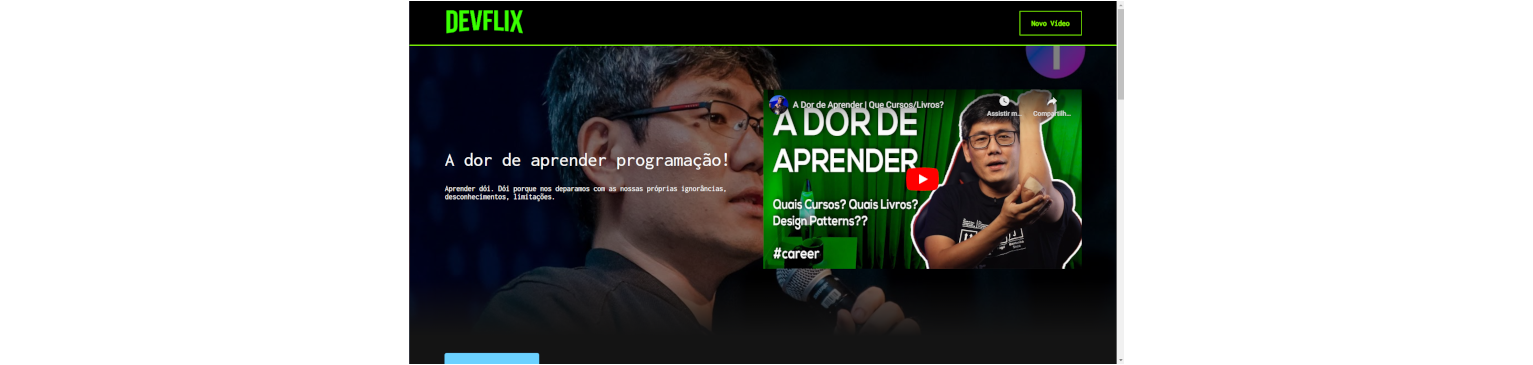 DEVFLIX
Novo Vídeo
A Dor de Aprender | Que Cursos/Livros?
Assistir m...
Compartilh...
A DOR DE
APRENDER
A dor de aprender programação!
Aprender dói. Dói porque nos deparamos com as nossas próprias ignorâncias,
desconhecimentos, limitações.
Quais Cursos? Quais Livros?
Design Patterns??
#career